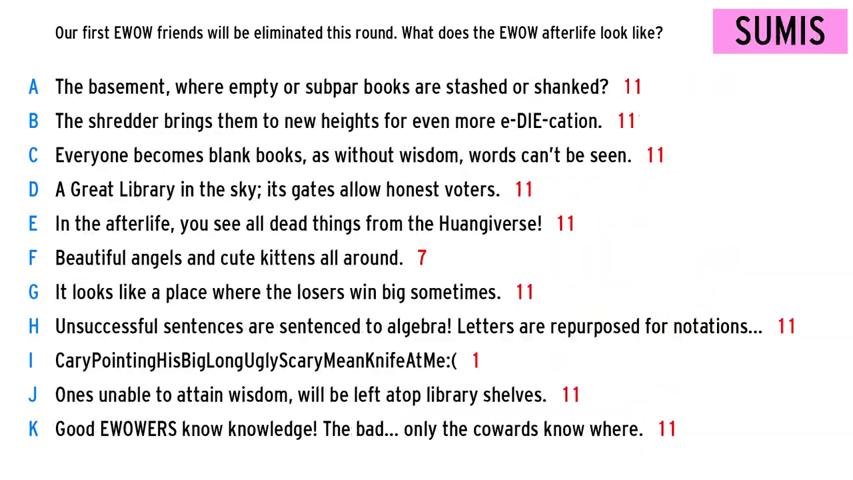 Our first EWOW friends will be eliminated this round. What does the EWOW afterlife look like?
SUMIS
A The basement, where empty or subpar books are stashed or shanked? 11
B The shredder brings them to new heights for even more e-DIE-cation. 11
C Everyone becomes blank books, as without wisdom, words can't be seen. 11
D A Great Library in the sky; its gates allow honest voters. 11
E In the afterlife, you see all dead things from the Huangiverse! 11
F Beautiful angels and cute kittens all around. 7
G It looks like a place where the losers win big sometimes. 11
H Unsuccessful sentences are sentenced to algebra! Letters are repurposed for notations... 11
I CaryPointingHisBigLongUglyScaryMeanKnifeAtMe:( 1
J Ones unable to attain wisdom, will be left atop library shelves. 11
K Good EWOWERS know knowledge! The bad... only the cowards know where. 11